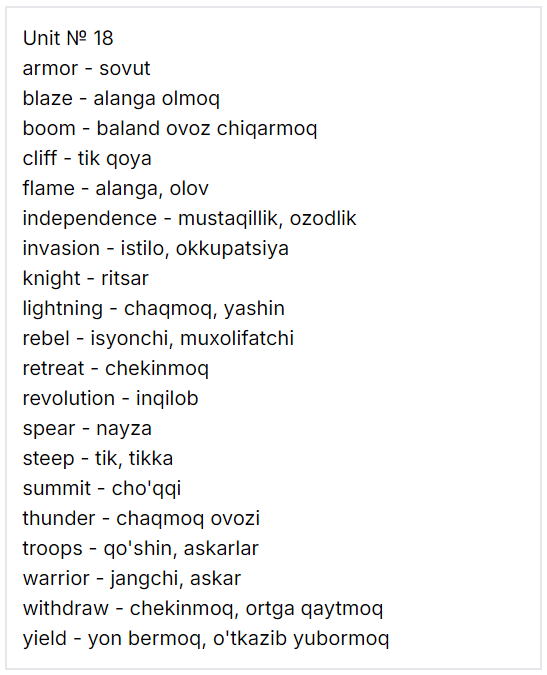 Unit № 18
armor - sovut
blaze - alanga olmoq
boom - baland ovoz chiqarmoq
cliff - tik qoya
flame - alanga, olov
independence - mustaqillik, ozodlik
invasion - istilo, okkupatsiya
knight - ritsar
lightning - chaqmoq, yashin
rebel - isyonchi, muxolifatchi
retreat - chekinmoq
revolution - inqilob
spear - nayza
steep - tik, tikka
summit - cho'qqi
thunder - chaqmoq ovozi
troops - qo'shin, askarlar
warrior - jangchi, askar
withdraw - chekinmoq, ortga qaytmoq
yield - yon bermoq, o'tkazib yubormoq